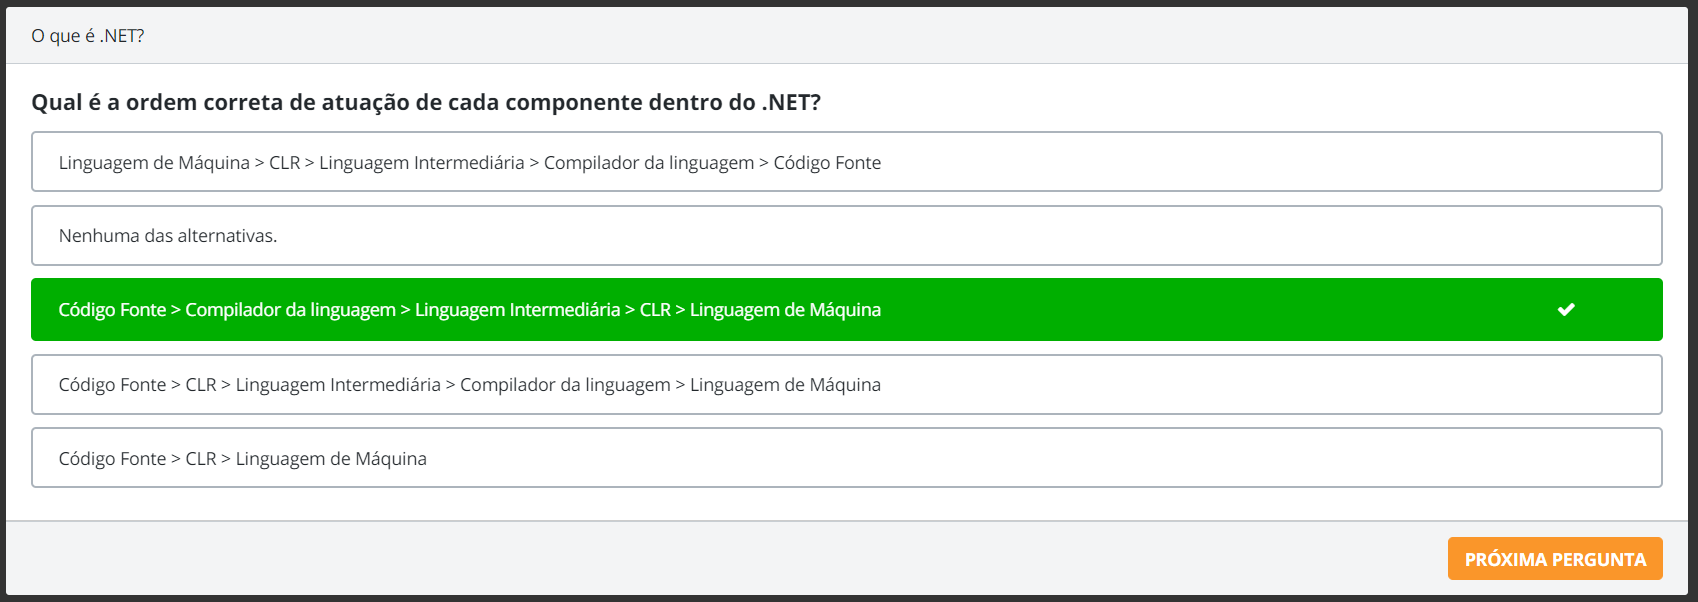 O que é .NET?
Qual é a ordem correta de atuação de cada componente dentro do .NET?
Linguagem de Máquina > CLR > Linguagem Intermediária > Compilador da linguagem > Código Fonte
Nenhuma das alternativas.
Código Fonte > Compilador da linguagem > Linguagem Intermediária > CLR > Linguagem de Máquina
Código Fonte > CLR > Linguagem Intermediária > Compilador da linguagem > Linguagem de Máquina
Código Fonte > CLR > Linguagem de Máquina
PRÓXIMA PERGUNTA